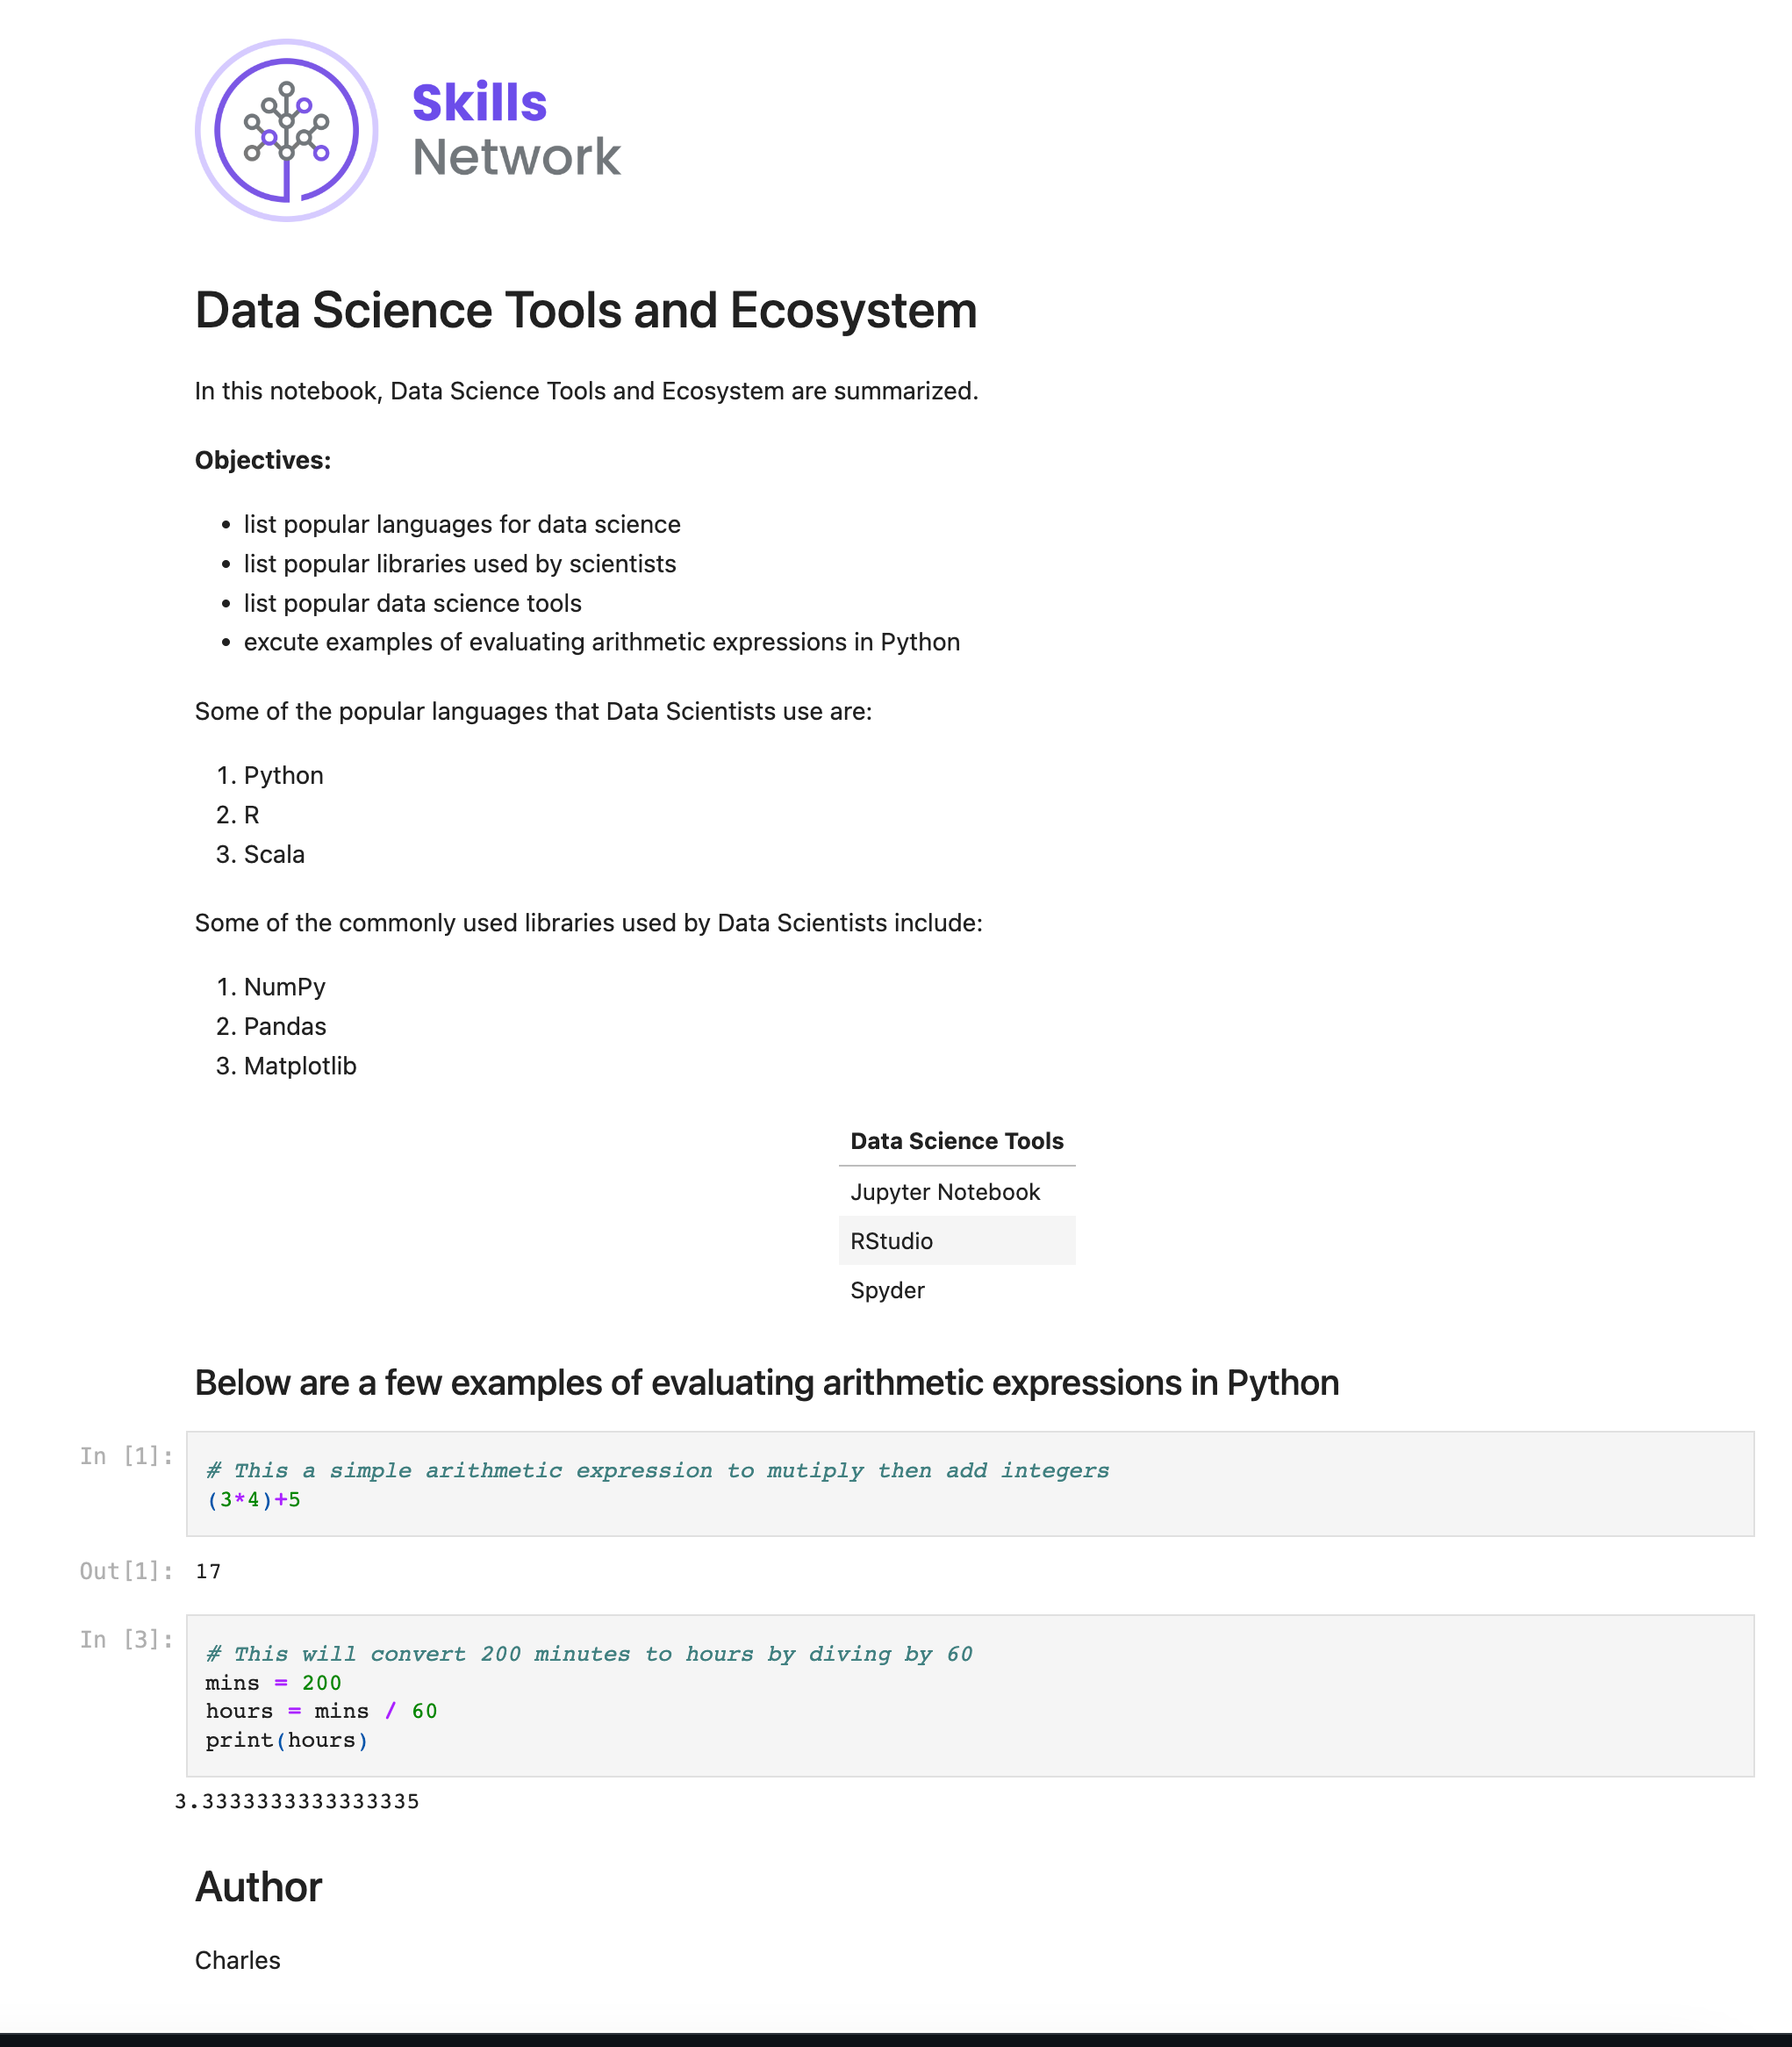 Skills
Network
Data Science Tools and Ecosystem
In this notebook, Data Science Tools and Ecosystem are summarized.
Objectives:
• list popular languages for data science
• list popular libraries used by scientists
• list popular data science tools
• excute examples of evaluating arithmetic expressions in Python
Some of the popular languages that Data Scientists use are:
1. Python
2. R
3. Scala
Some of the commonly used libraries used by Data Scientists include:
1. NumPy
2. Pandas
3. Matplotlib
Data Science Tools
Jupyter Notebook
RStudio
Spyder
Below are a few examples of evaluating arithmetic expressions in Python
In [1]:
# This a simple arithmetic expression to mutiply then add integers
(3*4)+5
Out[1]: 17
In [3]:
# This will convert 200 minutes to hours by diving by 60
mins = 200
hours = mins / 60
print(hours)
3.3333333333333335
Author
Charles